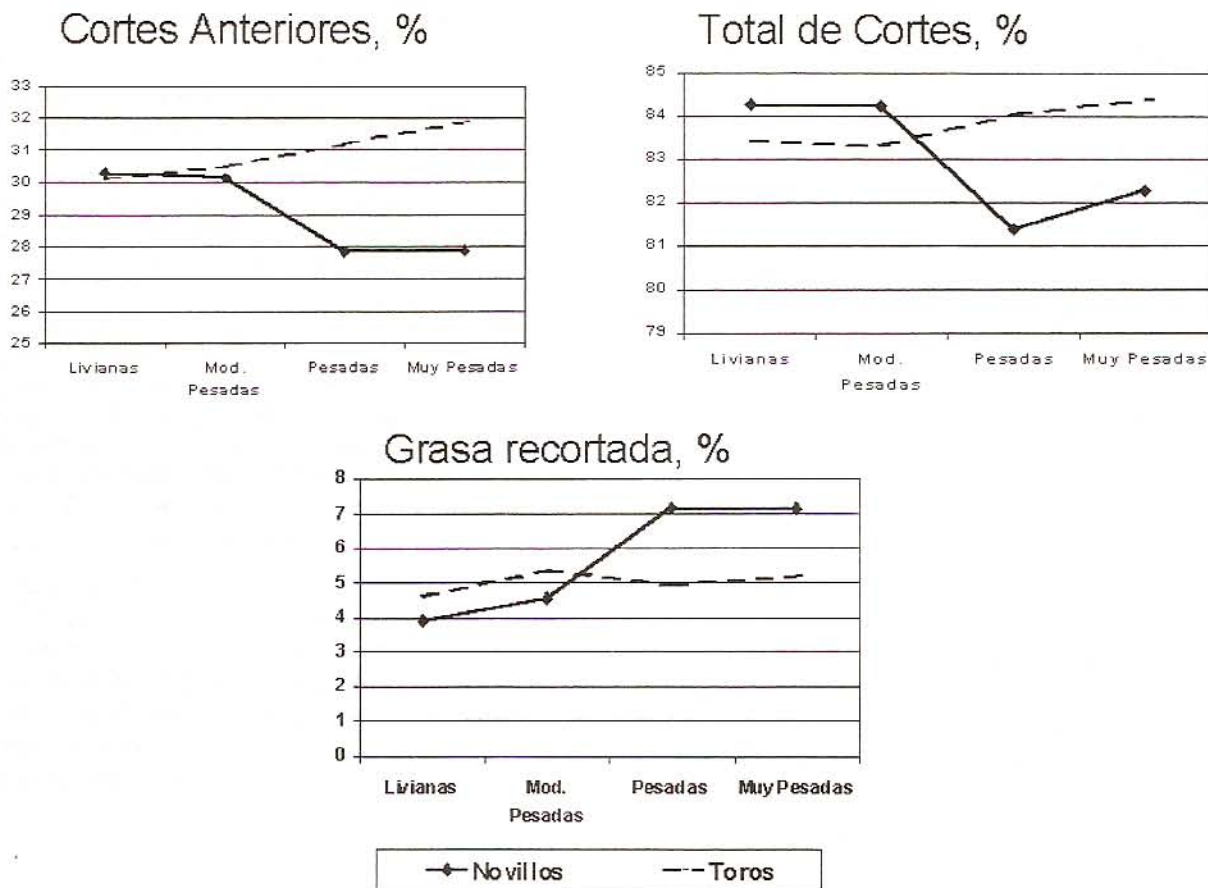 Cortes Anteriores, %
33
32
31
30
29
28
27
26
25
Livianas
Mod.
Pesadas
Pesadas
Muy Pesadas
Total de Cortes, %
85
84
83
82
81
80
79
Livianas
Mod.
Pesadas
Pesadas
Muy Pesadas
Grasa recortada, %
8
7
6
5
4
3
2
1
0
Livianas
Mod.
Pesadas
Pesadas
Muy Pesadas
Novillos
Toros